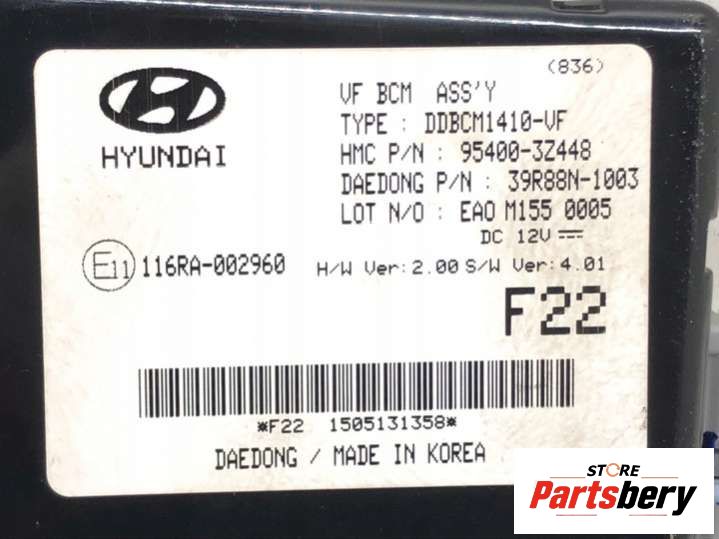 (836)
VF BCM ASS'Y
TYPE : DDBCM1410-VF
HYUNDAI
HMC P/N : 95400-3Z448
DAEDONG P/N : 39R88N-1003
LOT N/O : EAO M155 0005
DC 12V
E11 116RA-002960
H/W Ver:2.00 S/W Ver:4.01
F22
*F22 1505131358*
DAEDONG / MADE IN KOREA
STORE
Partsbery